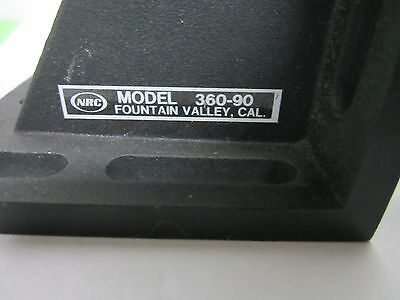 NRC MODEL 360-90
FOUNTAIN VALLEY, CAL.